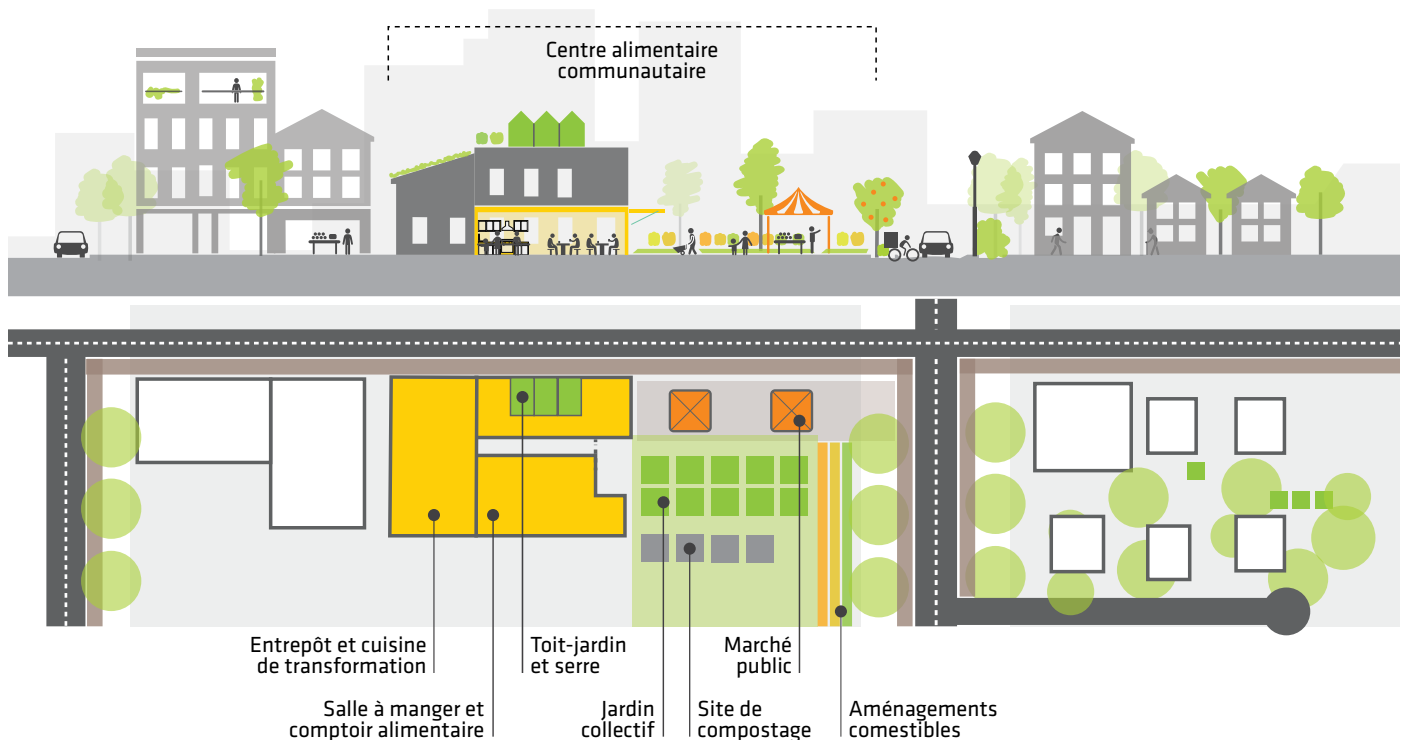 Centre alimentaire
communautaire
Entrepôt et cuisine
de transformation
Toit-jardin
et serre
Marché
public
Salle à manger et
comptoir alimentaire
Jardin
collectif
Site de
compostage
Aménagements
comestibles